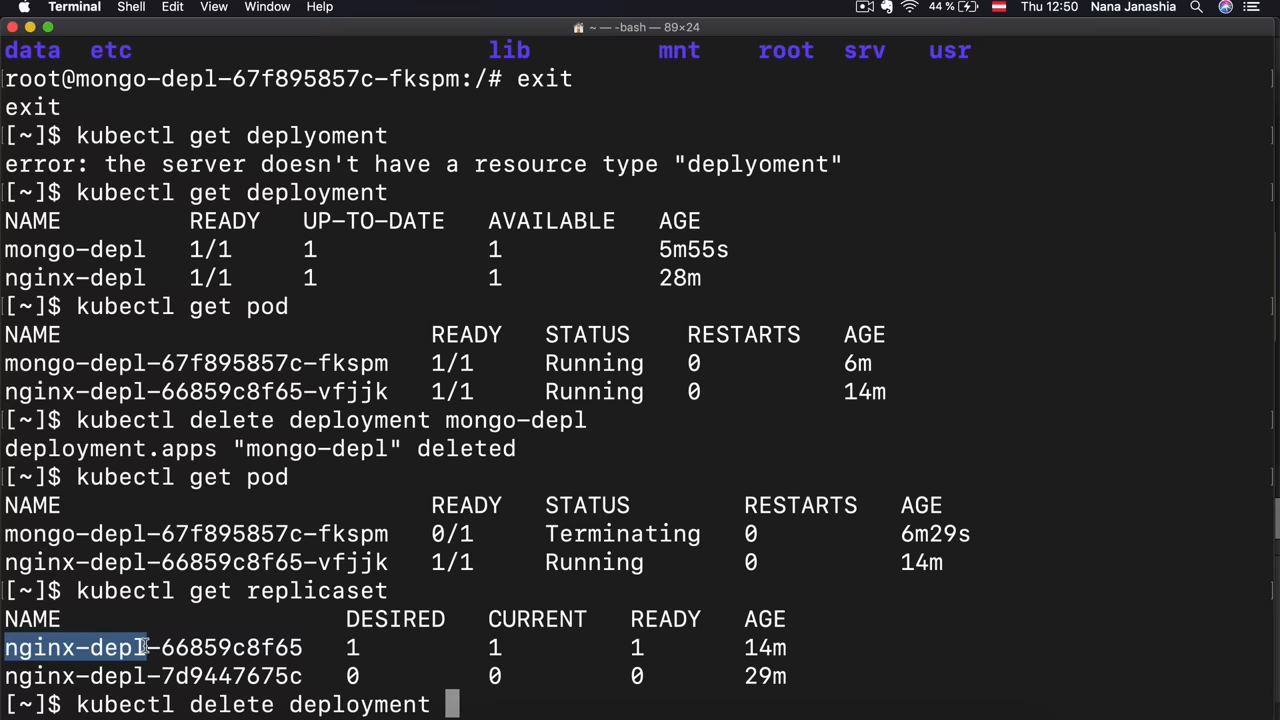 Terminal Shell Edit View Window Help 44 % Thu 12:50 Nana Janashia
~ — -bash — 89×24
data etc lib mnt root srv usr
root@mongo-depl-67f895857c-fkspm:/# exit
exit
[~]$ kubectl get deplyoment
error: the server doesn't have a resource type "deplyoment"
[~]$ kubectl get deployment
NAME READY UP-TO-DATE AVAILABLE AGE
mongo-depl 1/1 1 1 5m55s
nginx-depl 1/1 1 1 28m
[~]$ kubectl get pod
NAME READY STATUS RESTARTS AGE
mongo-depl-67f895857c-fkspm 1/1 Running 0 6m
nginx-depl-66859c8f65-vfjjk 1/1 Running 0 14m
[~]$ kubectl delete deployment mongo-depl
deployment.apps "mongo-depl" deleted
[~]$ kubectl get pod
NAME READY STATUS RESTARTS AGE
mongo-depl-67f895857c-fkspm 0/1 Terminating 0 6m29s
nginx-depl-66859c8f65-vfjjk 1/1 Running 0 14m
[~]$ kubectl get replicaset
NAME DESIRED CURRENT READY AGE
nginx-depl-66859c8f65 1 1 1 14m
nginx-depl-7d9447675c 0 0 0 29m
[~]$ kubectl delete deployment